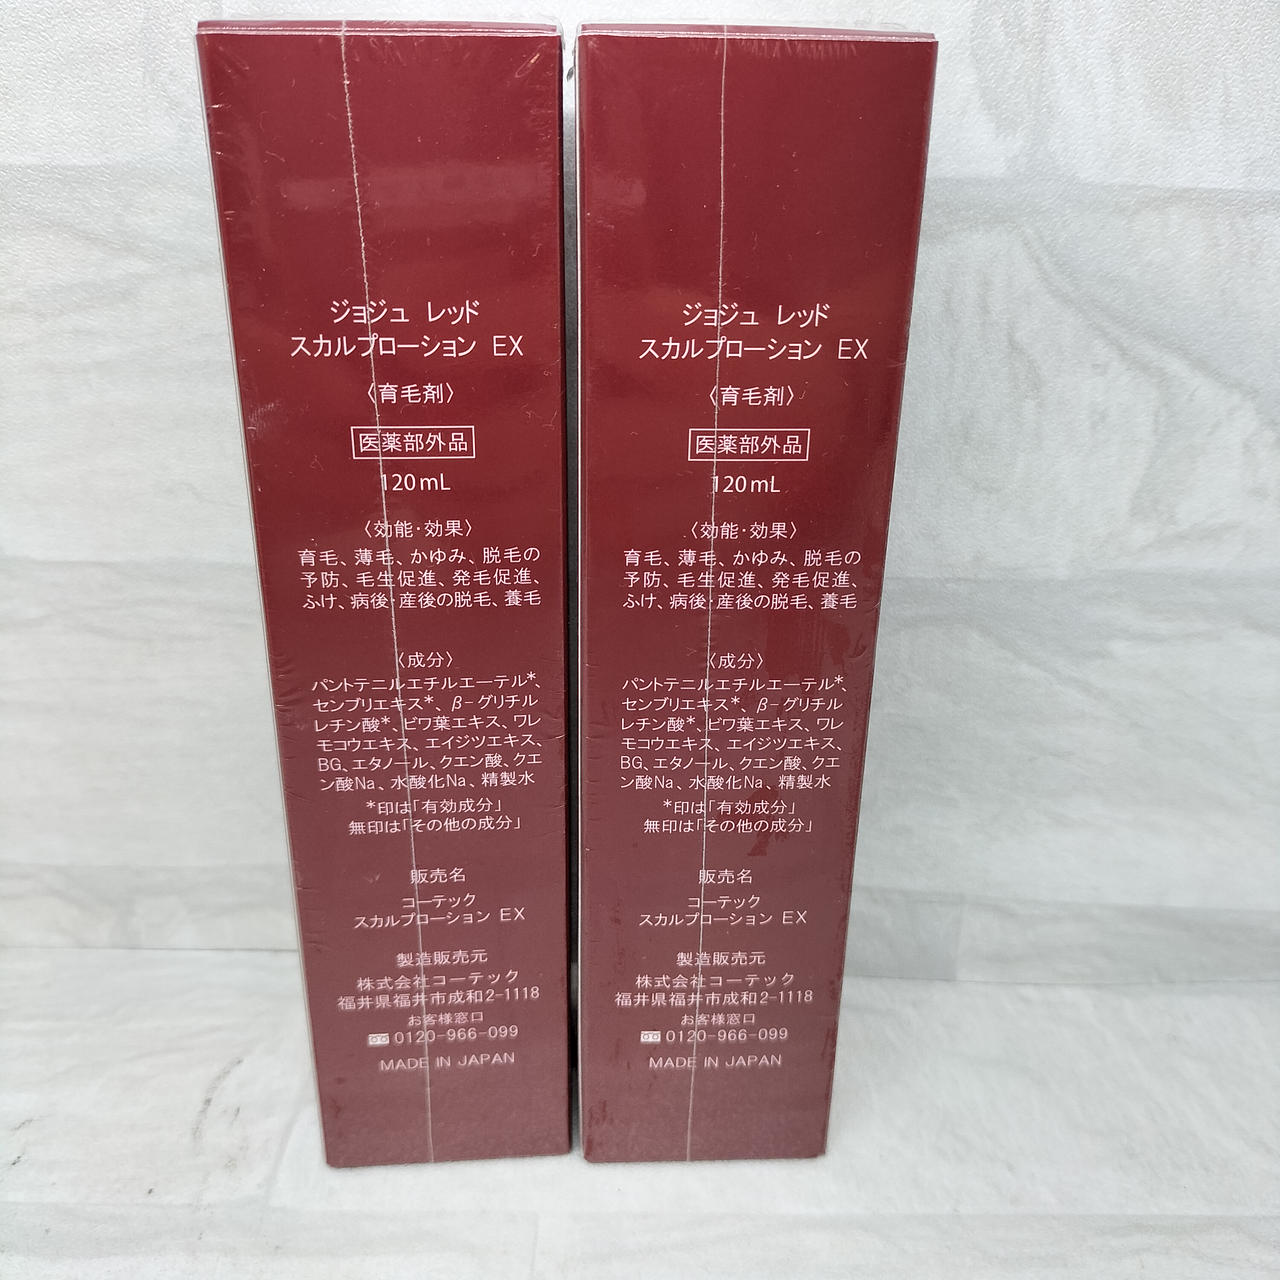 ジョジュ レッド
スカルプローション EX
〈育毛剤〉
医薬部外品
120mL
〈効能・効果〉
育毛、薄毛、かゆみ、脱毛の
予防、毛生促進、発毛促進、
ふけ、病後・産後の脱毛、養毛
〈成分〉
パントテニルエチルエーテル*、
センブリエキス*、β-グリチル
レチン酸*、ビワ葉エキス、ワレ
モコウエキス、エイジツエキス、
BG、エタノール、クエン酸、クエ
ン酸Na、水酸化Na、精製水
*印は「有効成分」
無印は「その他の成分」
販売名
コーテック
スカルプローション EX
製造販売元
株式会社コーテック
福井県福井市成和2-1118
お客様窓口
0120-966-099
MADE IN JAPAN
ジョジュ レッド
スカルプローション EX
〈育毛剤〉
医薬部外品
120mL
〈効能・効果〉
育毛、薄毛、かゆみ、脱毛の
予防、毛生促進、発毛促進、
ふけ、病後・産後の脱毛、養毛
〈成分〉
パントテニルエチルエーテル*、
センブリエキス*、β-グリチル
レチン酸*、ビワ葉エキス、ワレ
モコウエキス、エイジツエキス、
BG、エタノール、クエン酸、クエ
ン酸Na、水酸化Na、精製水
*印は「有効成分」
無印は「その他の成分」
販売名
コーテック
スカルプローション EX
製造販売元
株式会社コーテック
福井県福井市成和2-1118
お客様窓口
0120-966-099
MADE IN JAPAN